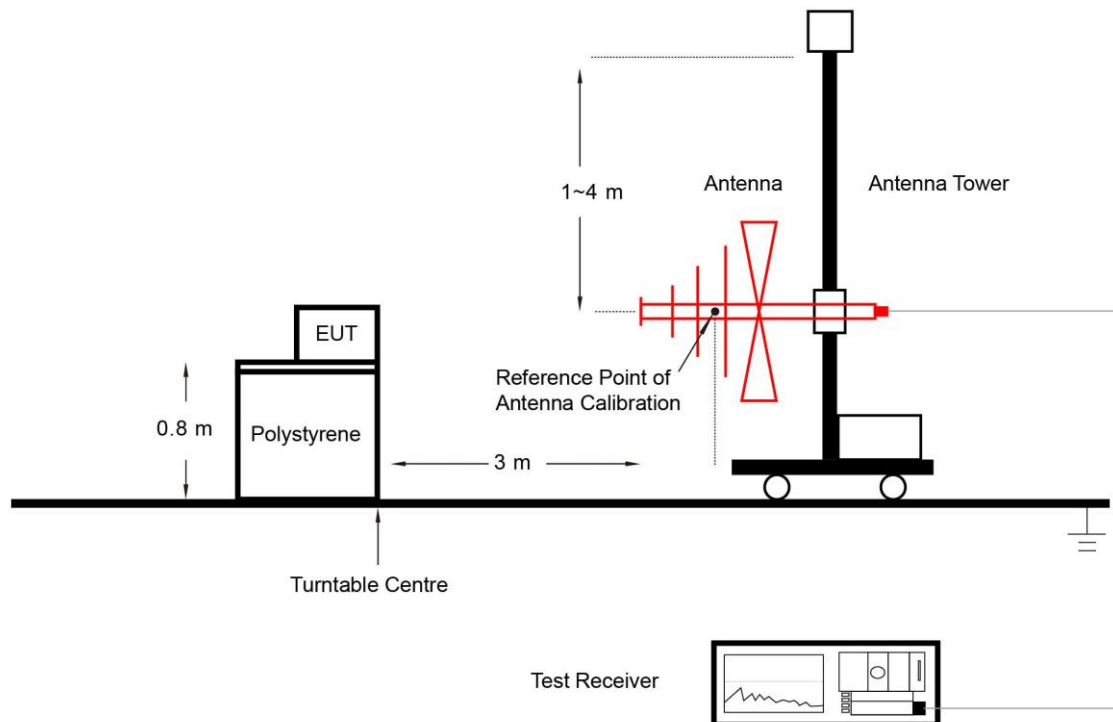 1~4 m
Antenna
Antenna Tower
EUT
Reference Point of
Antenna Calibration
0.8 m
Polystyrene
3 m
Turntable Centre
Test Receiver